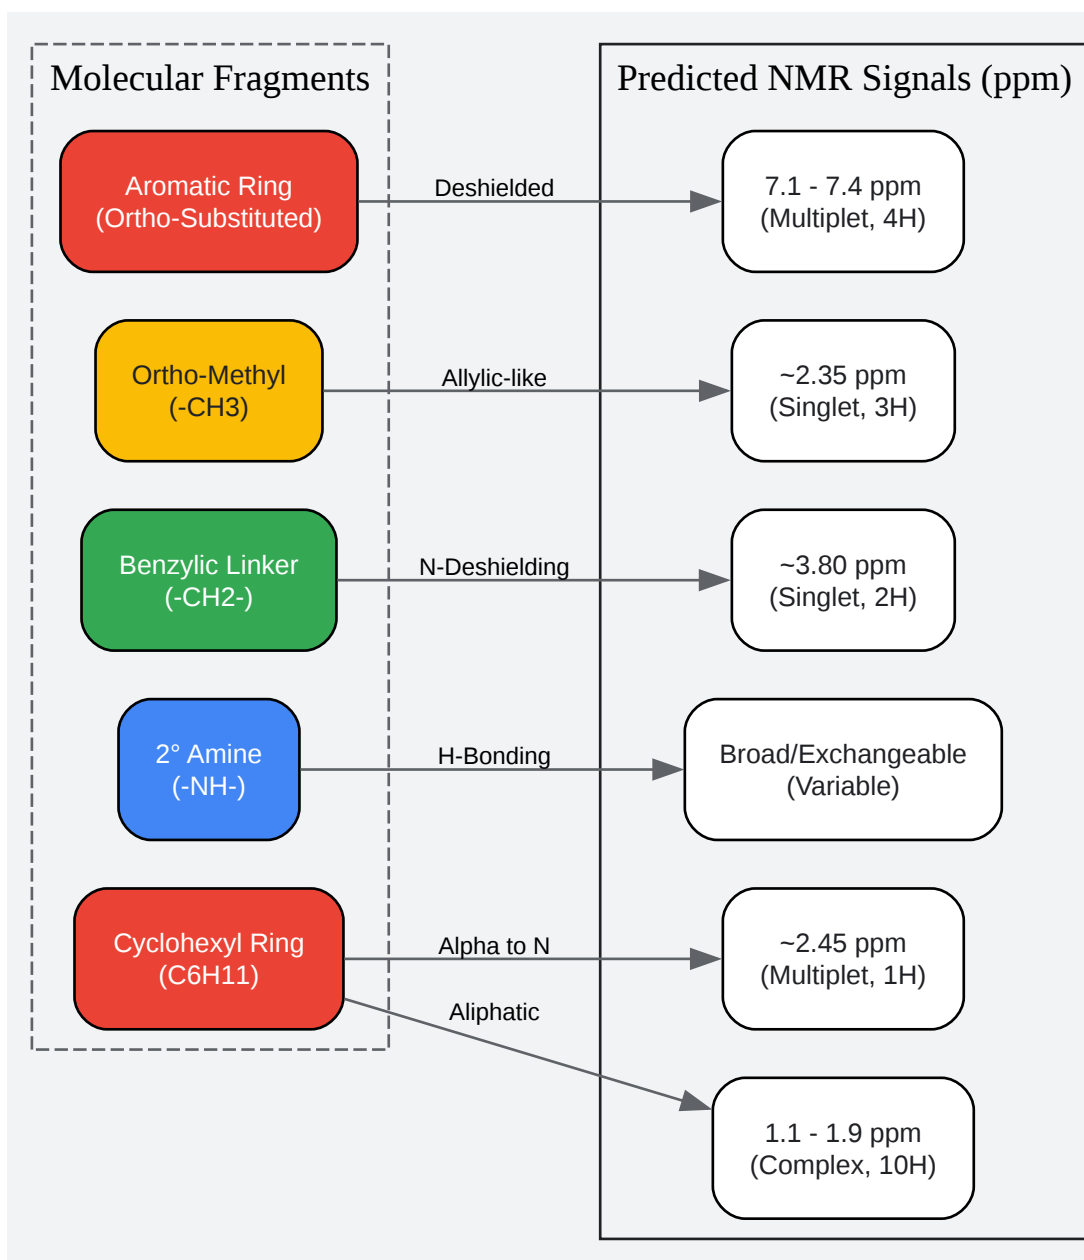 Molecular Fragments
Predicted NMR Signals (ppm)
Aromatic Ring
(Ortho-Substituted)
Deshielded
7.1 - 7.4 ppm
(Multiplet, 4H)
Ortho-Methyl
(-CH3)
Allylic-like
~2.35 ppm
(Singlet, 3H)
Benzylic Linker
(-CH2-)
N-Deshielding
~3.80 ppm
(Singlet, 2H)
2° Amine
(-NH-)
H-Bonding
Broad/Exchangeable
(Variable)
Cyclohexyl Ring
(C6H11)
Alpha to N
~2.45 ppm
(Multiplet, 1H)
Aliphatic
1.1 - 1.9 ppm
(Complex, 10H)